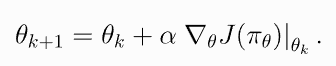 θ_{k+1} = θ_k + α ∇_θ J(π_θ)|_{θ_k} .